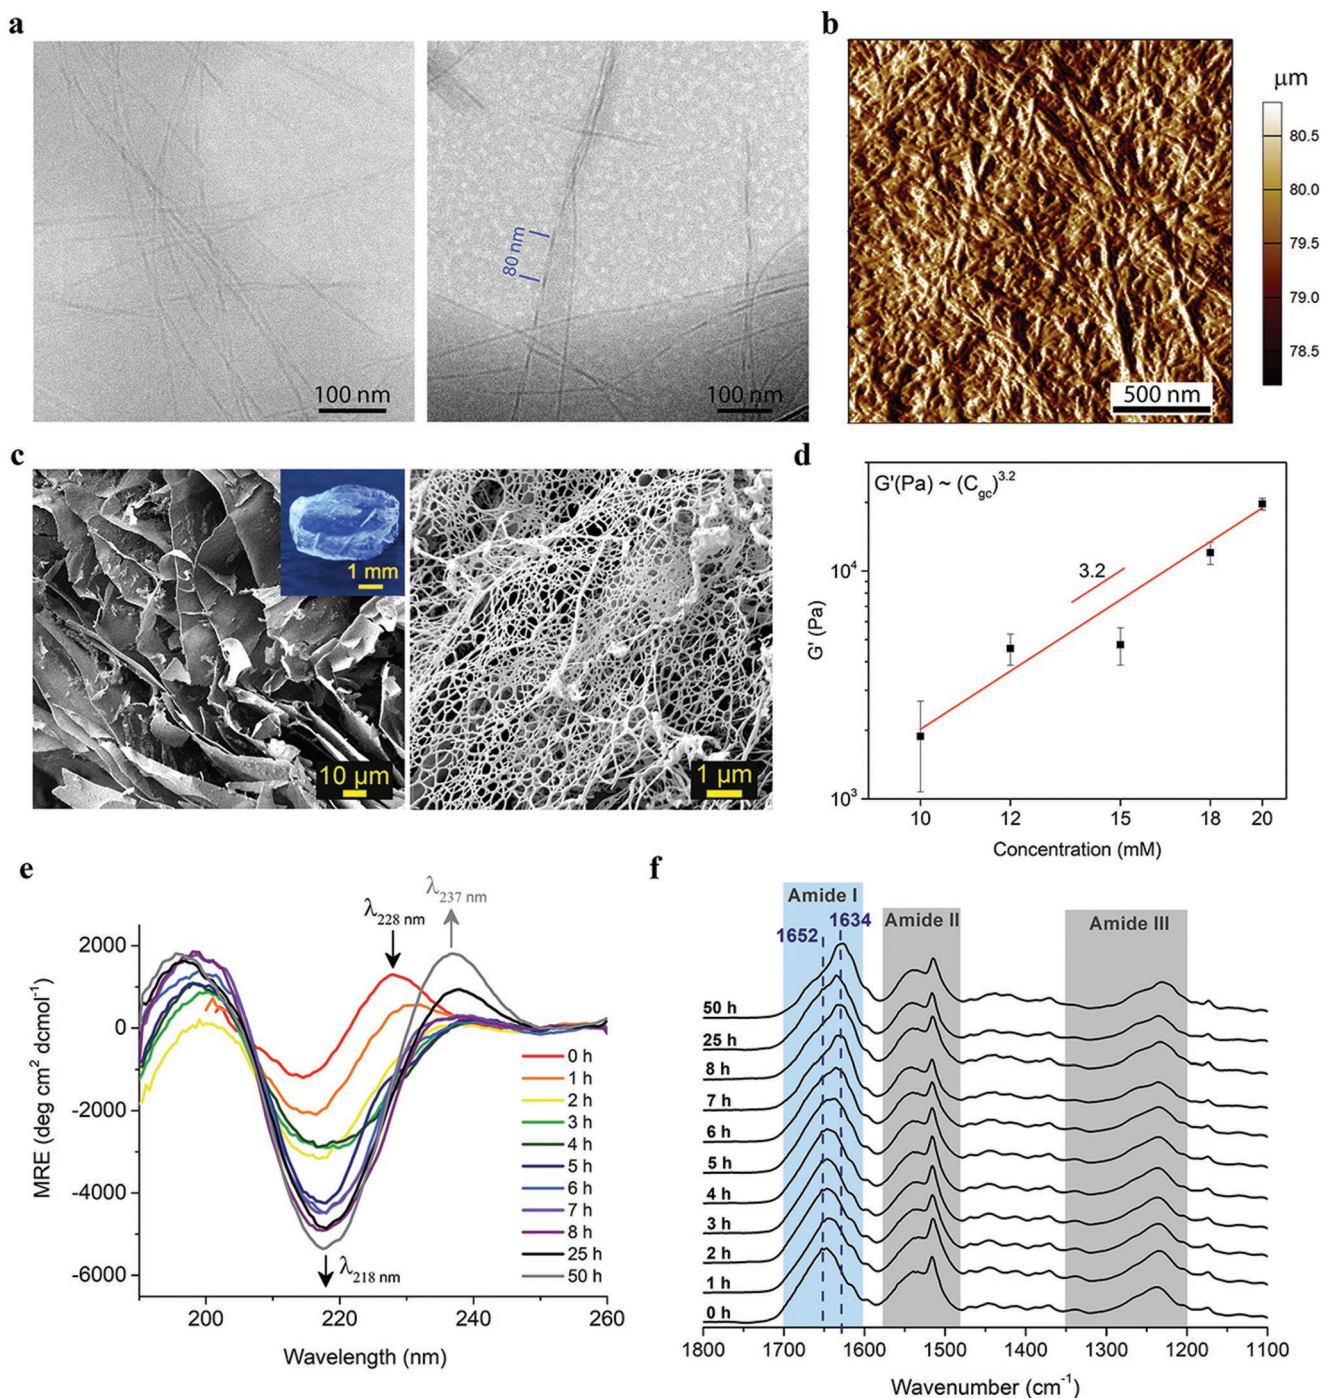 a
80 nm
100 nm
100 nm
b
µm
80.5
80.0
79.5
79.0
78.5
500 nm
c
1 mm
10 µm
1 µm
d
G'(Pa) ~ (C_gc)^3.2
3.2
10^4
10^3
G' (Pa)
10 12 15 18 20
Concentration (mM)
e
λ228 nm
λ237 nm
λ218 nm
2000
0
-2000
-4000
-6000
MRE (deg cm² dcmol⁻¹)
0 h
1 h
2 h
3 h
4 h
5 h
6 h
7 h
8 h
25 h
50 h
200 220 240 260
Wavelength (nm)
f
Amide I
Amide II
Amide III
1652
1634
50 h
25 h
8 h
7 h
6 h
5 h
4 h
3 h
2 h
1 h
0 h
1800 1700 1600 1500 1400 1300 1200 1100
Wavenumber (cm⁻¹)